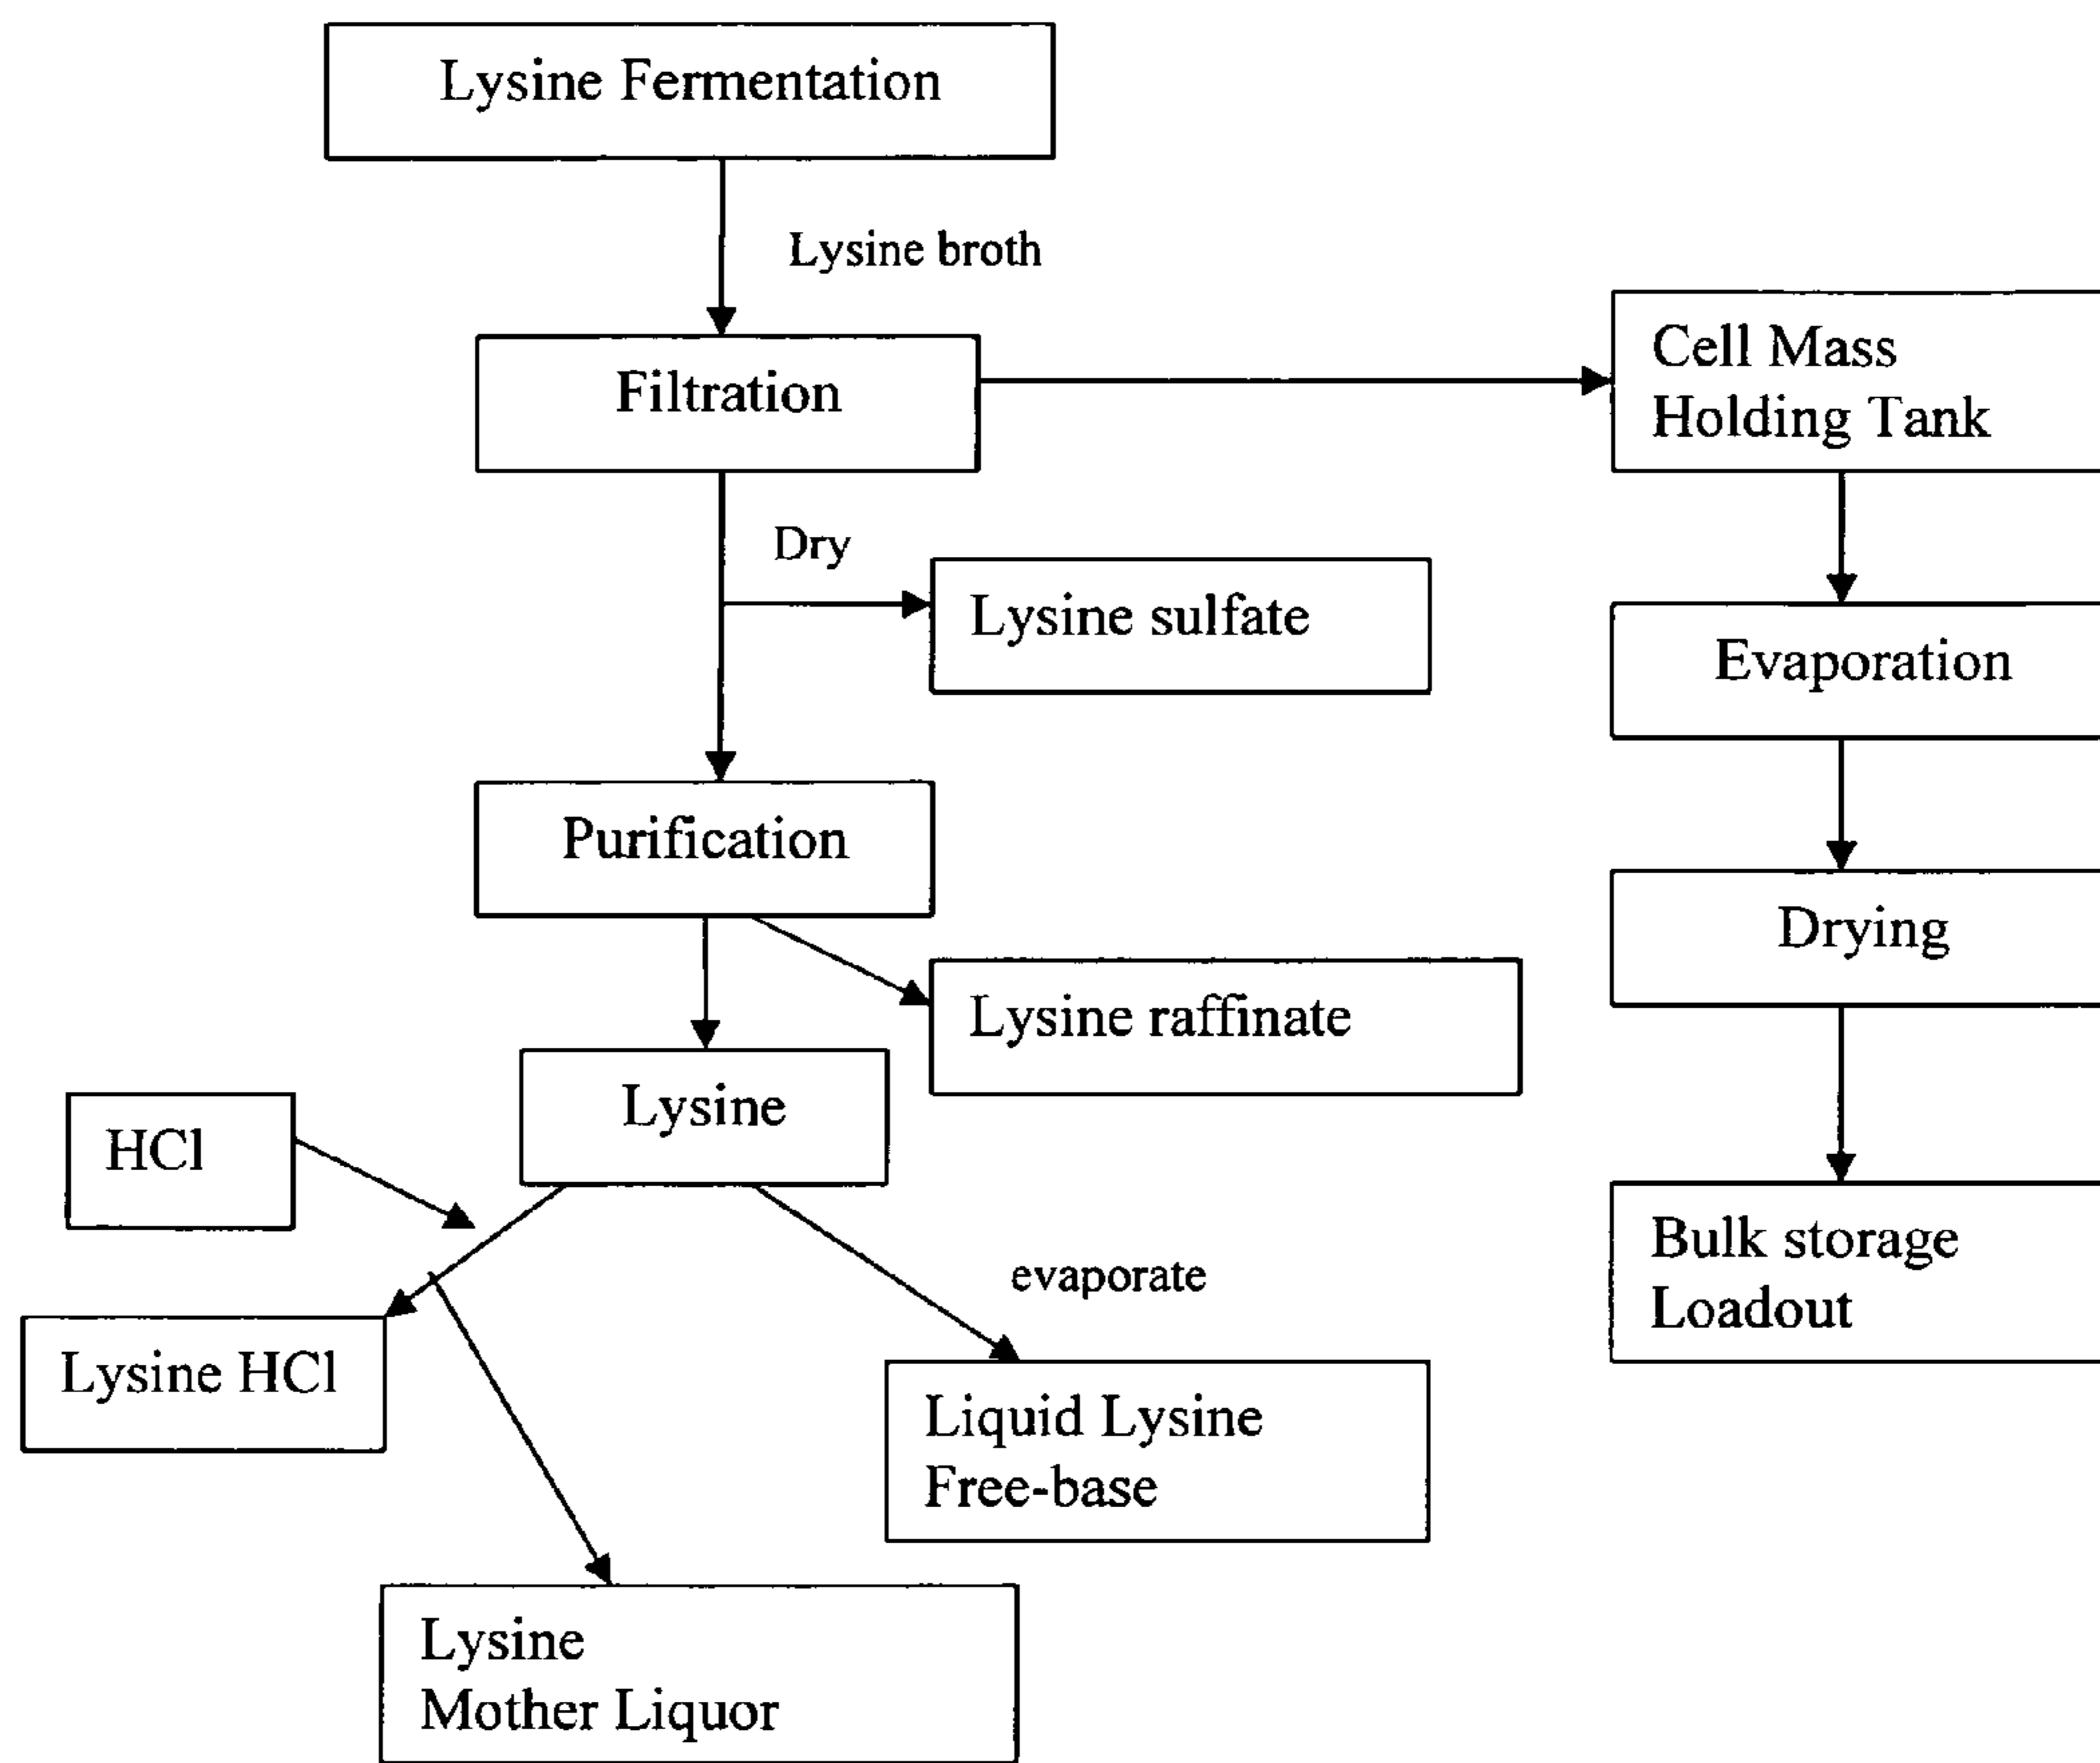 Lysine Fermentation
Lysine broth
Filtration
Cell Mass
Holding Tank
Dry
Lysine sulfate
Evaporation
Purification
Drying
Lysine raffinate
Lysine
HCl
Bulk storage
Loadout
evaporate
Lysine HCl
Liquid Lysine
Free-base
Lysine
Mother Liquor